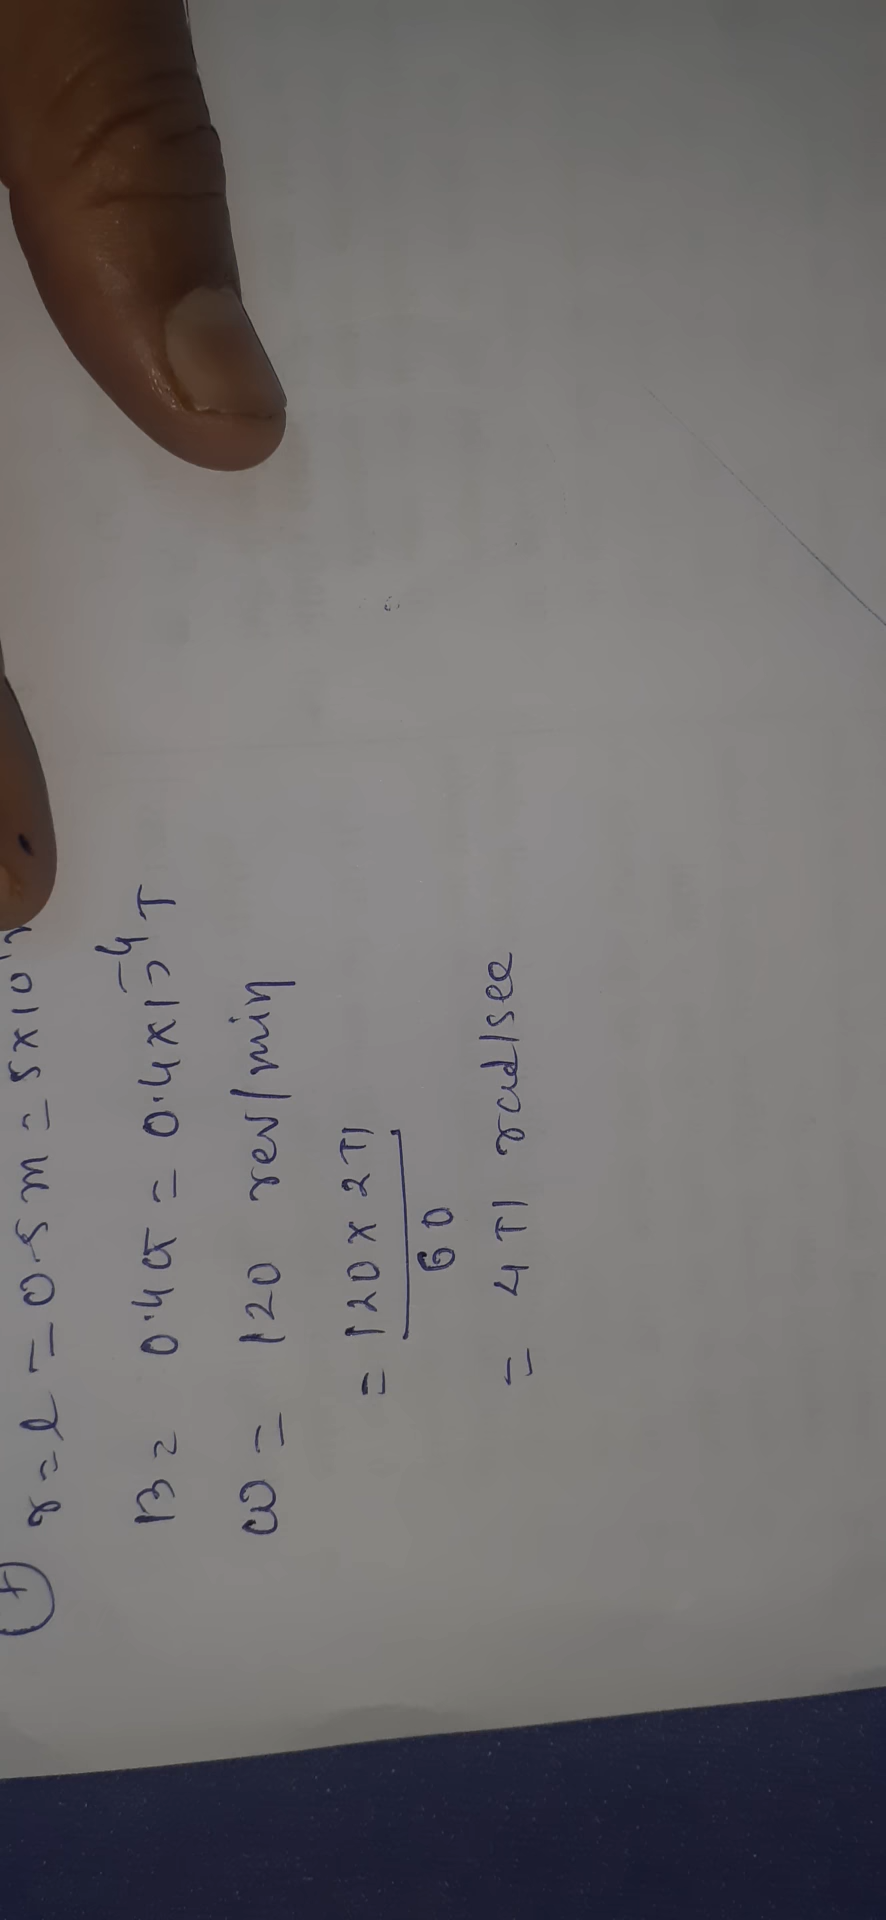 r = l = 0.5 m = 5 x 10
B = 0.4 G = 0.4 x 10⁻⁴ T
ω = 120 rev/min
= 120 x 2π / 60
= 4π rad/sec